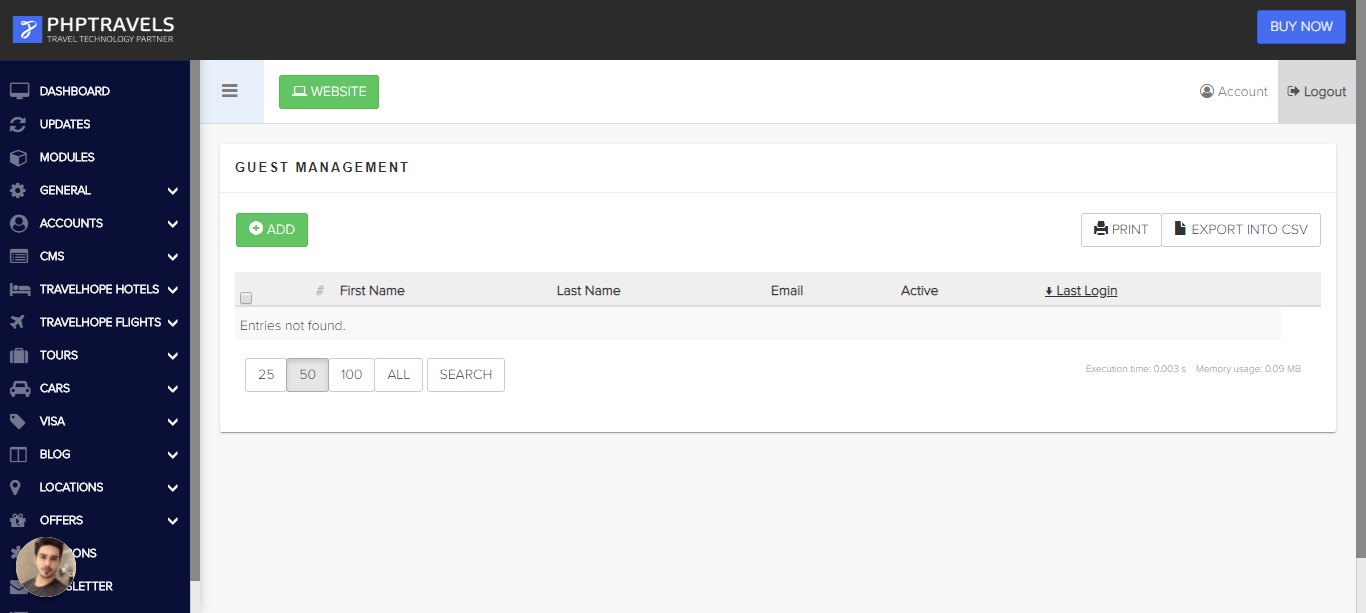 PHPTRAVELS
TRAVEL TECHNOLOGY PARTNER
BUY NOW
DASHBOARD
UPDATES
MODULES
GENERAL
ACCOUNTS
CMS
TRAVELHOPE HOTELS
TRAVELHOPE FLIGHTS
TOURS
CARS
VISA
BLOG
LOCATIONS
OFFERS
ONS
SLETTER
WEBSITE
Account
Logout
GUEST MANAGEMENT
ADD
PRINT
EXPORT INTO CSV
# First Name Last Name Email Active Last Login
Entries not found.
25 50 100 ALL SEARCH
Execution time: 0.003 s Memory usage: 0.09 MB